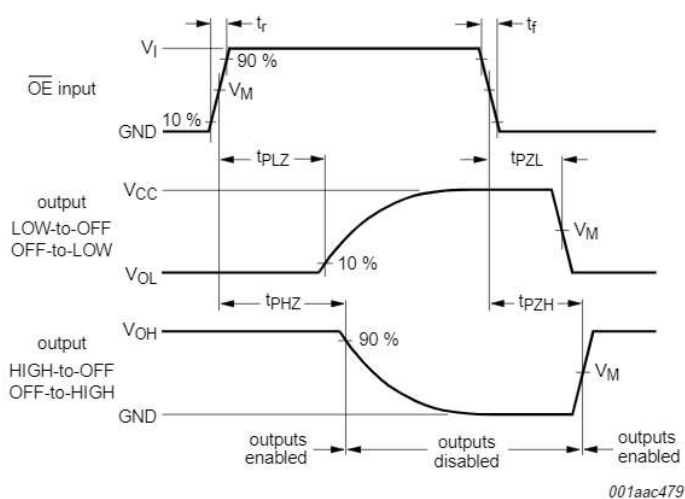 tr
tf
VI
90 %
OE input
VM
10 %
GND
tPLZ
tPZL
VCC
output
LOW-to-OFF
OFF-to-LOW
VM
10 %
VOL
tPHZ
tPZH
VOH
90 %
output
HIGH-to-OFF
OFF-to-HIGH
VM
GND
outputs
enabled
outputs
disabled
outputs
enabled
001aac479